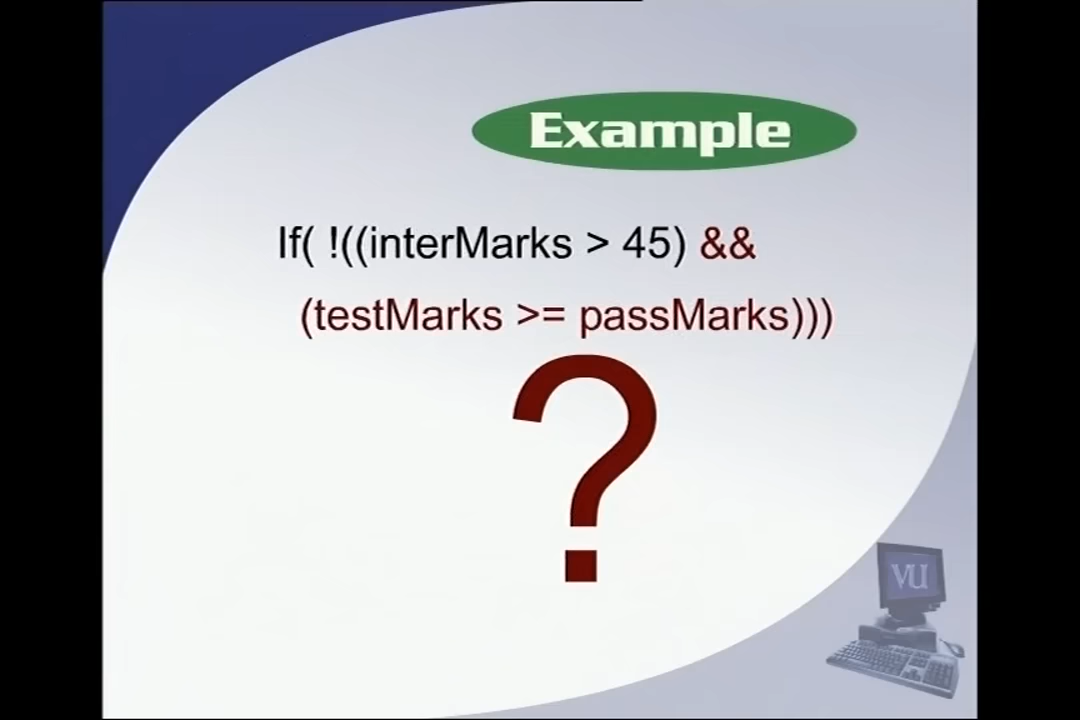 Example
If( !((interMarks > 45) &&
(testMarks >= passMarks)))
?
VU